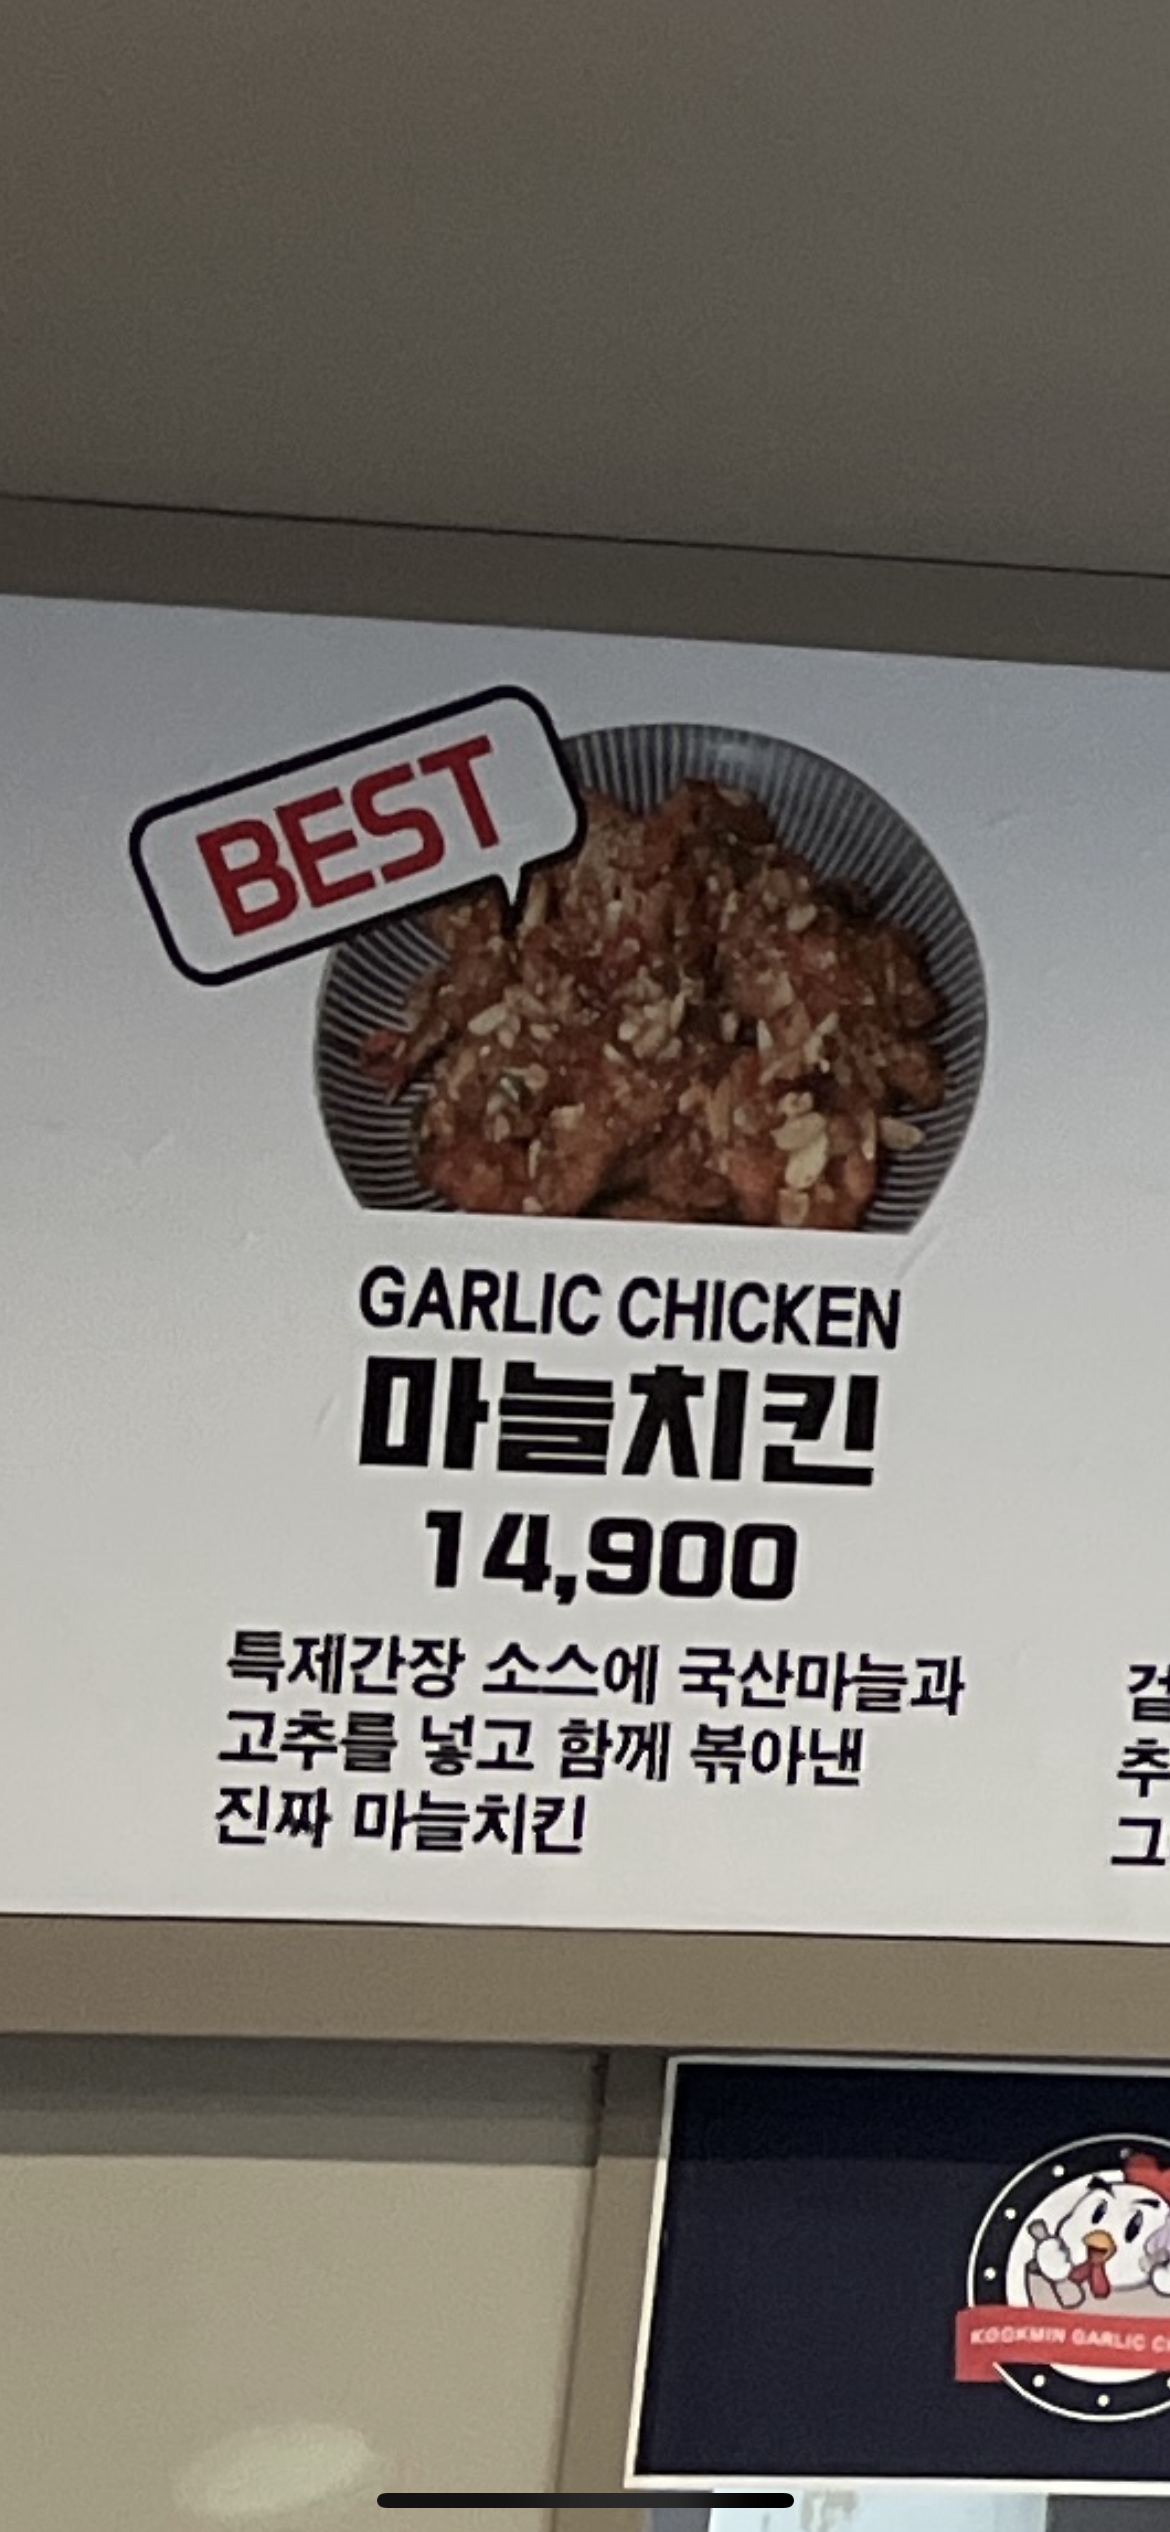 BEST
GARLIC CHICKEN
마늘치킨
14,900
특제간장 소스에 국산마늘과
고추를 넣고 함께 볶아낸
진짜 마늘치킨
KOOKMIN GARLIC